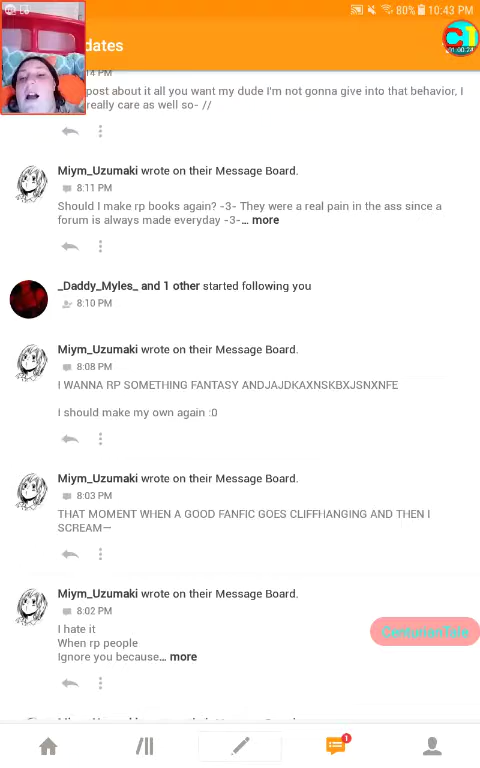 80% 10:43 PM
dates
01:00:24
14 PM
post about it all you want my dude I'm not gonna give into that behavior, I
really care as well so- //
Miym_Uzumaki wrote on their Message Board.
8:11 PM
Should I make rp books again? -3- They were a real pain in the ass since a
forum is always made everyday -3-... more
_Daddy_Myles_ and 1 other started following you
8:10 PM
Miym_Uzumaki wrote on their Message Board.
8:08 PM
I WANNA RP SOMETHING FANTASY ANDJAJDKAXNSKBXJSNXNFE
I should make my own again :0
Miym_Uzumaki wrote on their Message Board.
8:03 PM
THAT MOMENT WHEN A GOOD FANFIC GOES CLIFFHANGING AND THEN I
SCREAM—
Miym_Uzumaki wrote on their Message Board.
8:02 PM
I hate it
When rp people
Ignore you because... more
CenturionTale
1